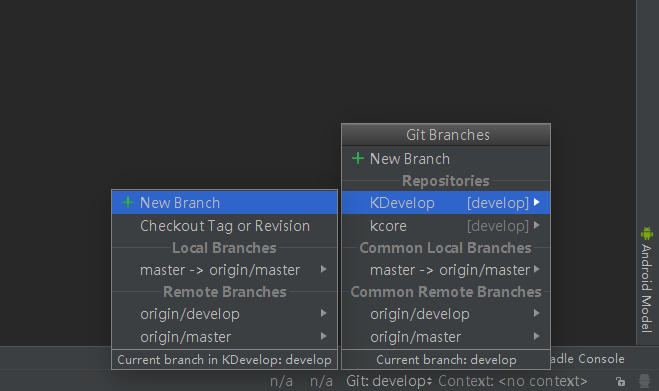 Git Branches
New Branch
Repositories
KDevelop [develop]
kcore [develop]
Common Local Branches
master -> origin/master
Common Remote Branches
origin/develop
origin/master
Current branch: develop
New Branch
Checkout Tag or Revision
Local Branches
master -> origin/master
Remote Branches
origin/develop
origin/master
Current branch in KDevelop: develop
Android Model
adle Console
n/a n/a Git: develop Context: <no context>